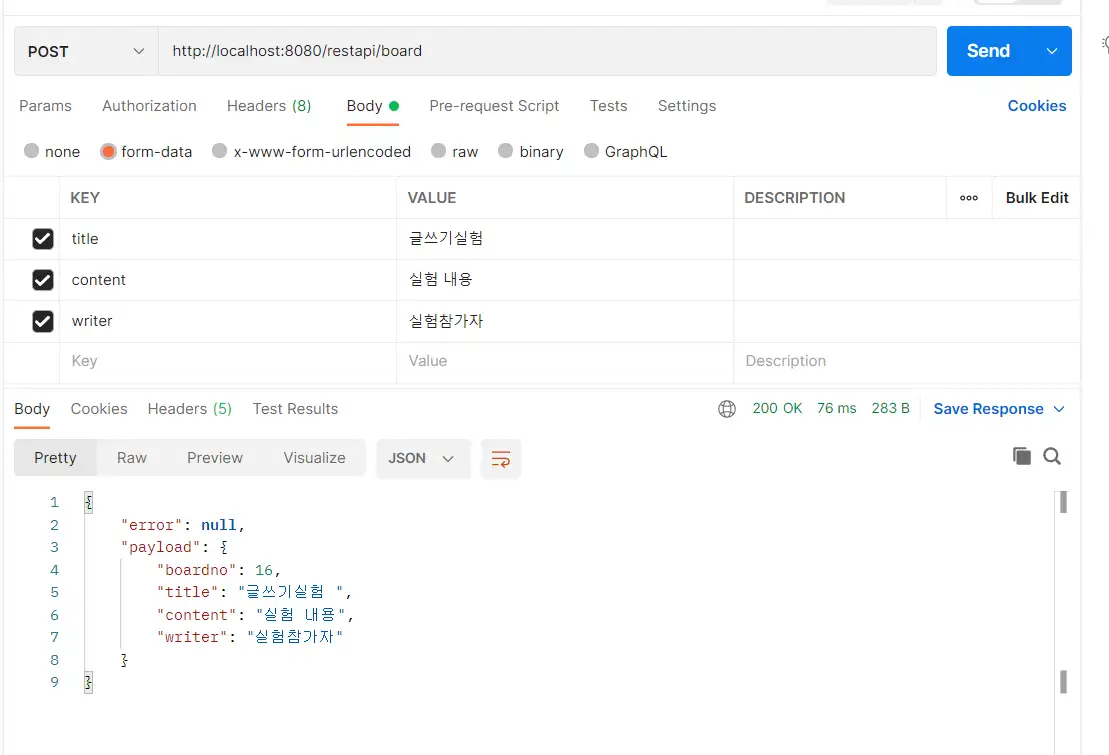 POST http://localhost:8080/restapi/board Send
Params Authorization Headers (8) Body Pre-request Script Tests Settings Cookies
none form-data x-www-form-urlencoded raw binary GraphQL
KEY VALUE DESCRIPTION ooo Bulk Edit
title 글쓰기실험
content 실험 내용
writer 실험참가자
Key Value Description
Body Cookies Headers (5) Test Results 200 OK 76 ms 283 B Save Response
Pretty Raw Preview Visualize JSON
1 {
2 "error": null,
3 "payload": {
4 "boardno": 16,
5 "title": "글쓰기실험 ",
6 "content": "실험 내용",
7 "writer": "실험참가자"
8 }
9 }